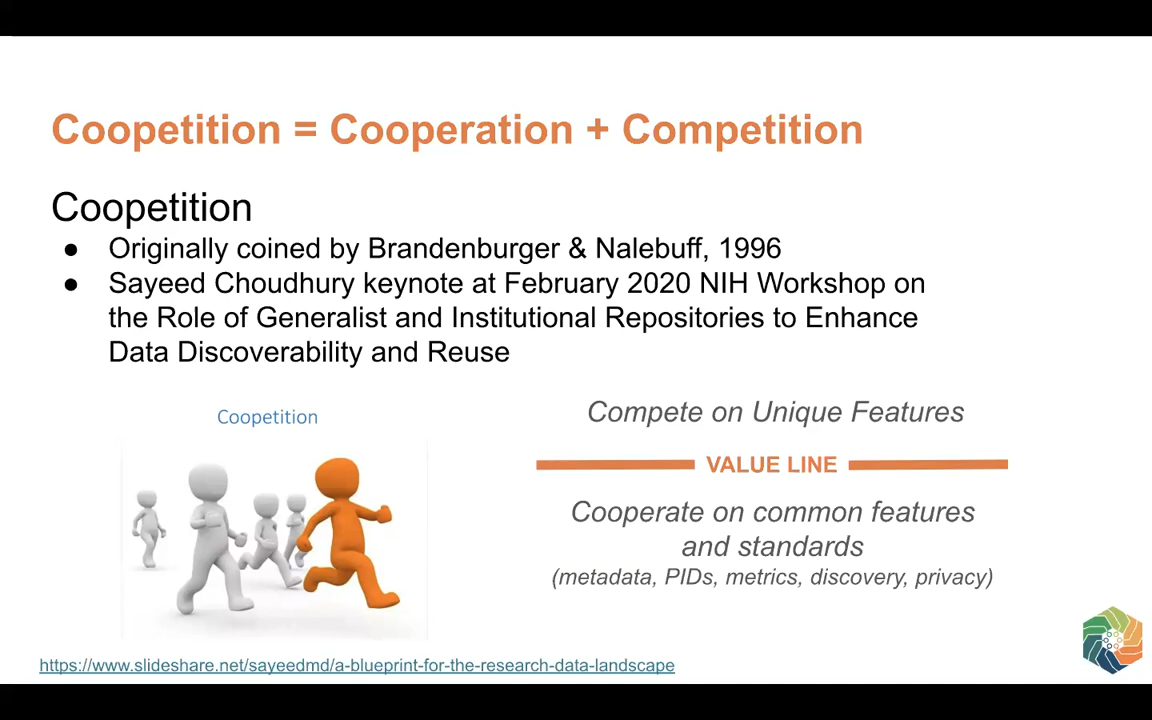 Coopetition = Cooperation + Competition
Coopetition
● Originally coined by Brandenburger & Nalebuff, 1996
● Sayeed Choudhury keynote at February 2020 NIH Workshop on
the Role of Generalist and Institutional Repositories to Enhance
Data Discoverability and Reuse
Coopetition
Compete on Unique Features
VALUE LINE
Cooperate on common features
and standards
(metadata, PIDs, metrics, discovery, privacy)
https://www.slideshare.net/sayeedmd/a-blueprint-for-the-research-data-landscape